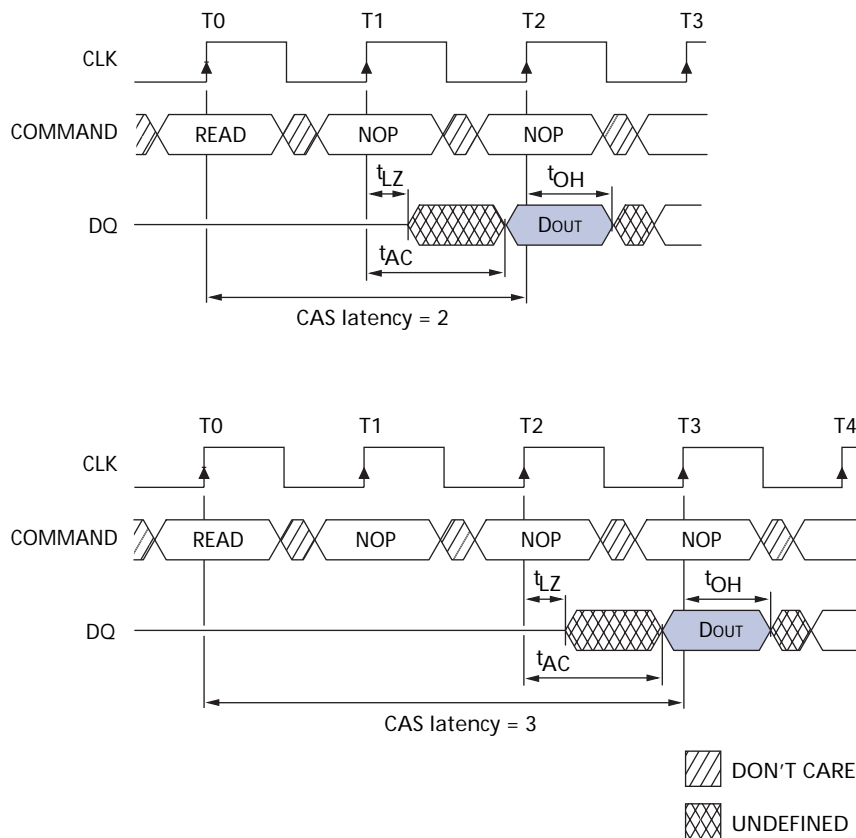 T0 T1 T2 T3
CLK
COMMAND READ NOP NOP
tLZ tOH
DQ DOUT
tAC
CAS latency = 2
T0 T1 T2 T3 T4
CLK
COMMAND READ NOP NOP NOP
tLZ tOH
DQ DOUT
tAC
CAS latency = 3
DON'T CARE
UNDEFINED